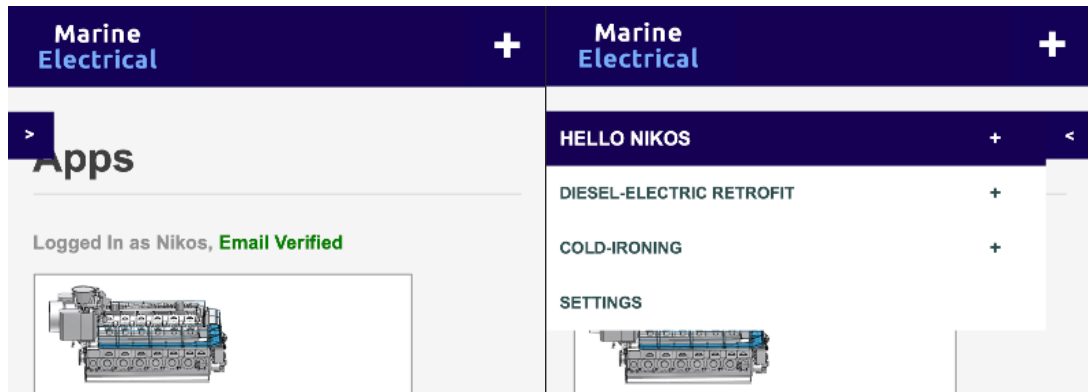 Marine
Electrical
+
>
Apps
Logged In as Nikos, Email Verified
Marine
Electrical
+
HELLO NIKOS +
<
DIESEL-ELECTRIC RETROFIT +
COLD-IRONING +
SETTINGS